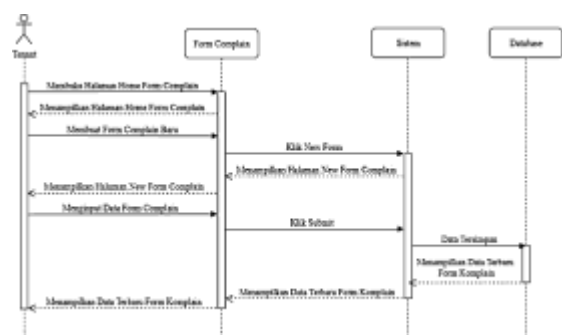 Tenant
Form Complain
Sistem
Database
Membuka Halaman Home Form Complain
Menampilkan Halaman Home Form Complain
Membuat Form Complain Baru
Klik New Form
Menampilkan Halaman New Form Complain
Menampilkan Halaman New Form Complain
Menginput Data Form Complain
Klik Submit
Data Tersimpan
Menampilkan Data Terbaru
Form Komplain
Menampilkan Data Terbaru Form Komplain
Menampilkan Data Terbaru Form Komplain